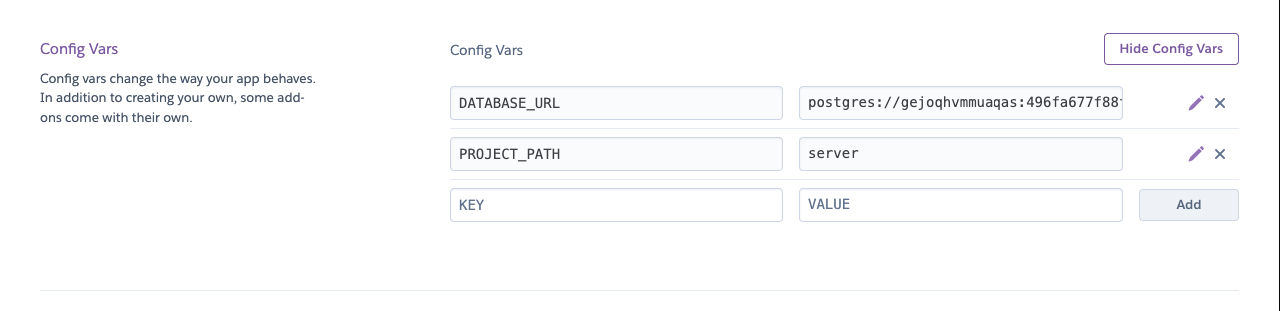 Config Vars
Config vars change the way your app behaves.
In addition to creating your own, some add-
ons come with their own.
Config Vars
Hide Config Vars
DATABASE_URL
postgres://gejoqhvmmuaqas:496fa677f88
PROJECT_PATH
server
KEY
VALUE
Add